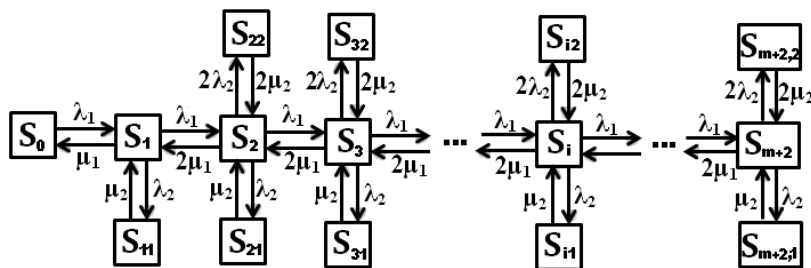 S₂₂ S₃₂ Sᵢ₂ Sₘ₊₂,₂
2λ₂ 2μ₂ 2λ₂ 2μ₂ 2λ₂ 2μ₂ 2λ₂ 2μ₂
λ₁ λ₁ λ₁ λ₁ λ₁ λ₁ λ₁
S₀ S₁ S₂ S₃ ... Sᵢ ... Sₘ₊₂
μ₁ 2μ₁ 2μ₁ 2μ₁ 2μ₁ 2μ₁
μ₂ λ₂ μ₂ λ₂ μ₂ λ₂ μ₂ λ₂ μ₂ λ₂
S₁₁ S₂₁ S₃₁ Sᵢ₁ Sₘ₊₂,₁